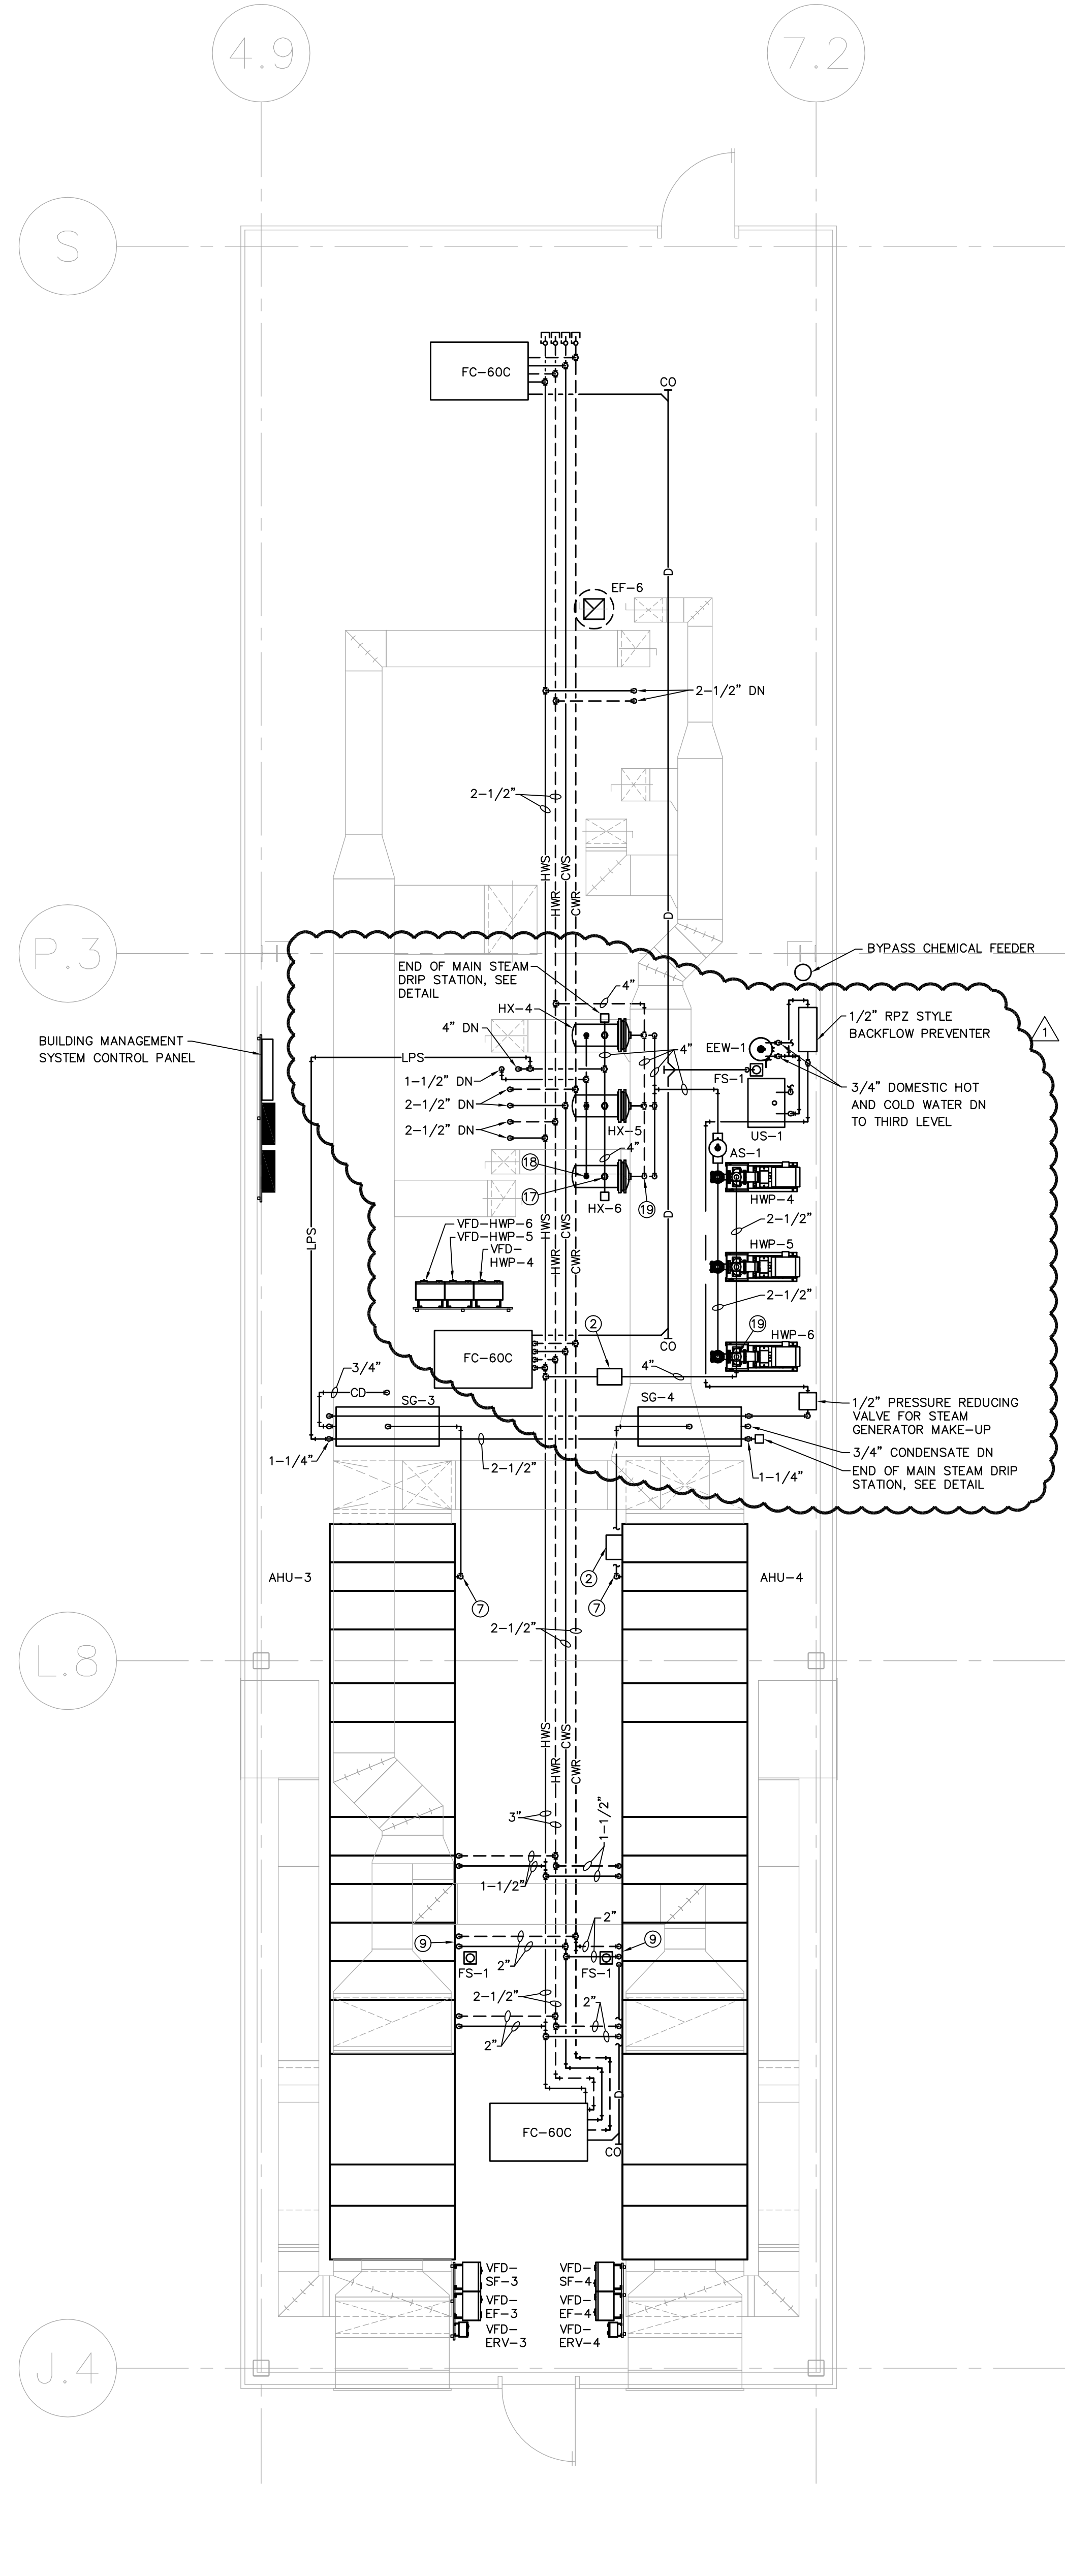 4.9
7.2
S
FC-60C
CO
D
EF-6
2-1/2" DN
2-1/2"
HWS
CWS
HWR
CWR
D
P.3
BYPASS CHEMICAL FEEDER
END OF MAIN STEAM
DRIP STATION, SEE
DETAIL
4"
HX-4
1/2" RPZ STYLE
BACKFLOW PREVENTER
1
4" DN
BUILDING MANAGEMENT
SYSTEM CONTROL PANEL
EEW-1
4"
LPS
1-1/2" DN
FS-1
3/4" DOMESTIC HOT
AND COLD WATER DN
TO THIRD LEVEL
2-1/2" DN
2-1/2" DN
HX-5
US-1
4"
AS-1
18
17
HX-6
19
HWP-4
D
VFD-HWP-6
VFD-HWP-5
VFD-
HWP-4
LPS
HWS
CWS
HWR
CWR
2-1/2"
HWP-5
2-1/2"
2
19
HWP-6
CO
FC-60C
3/4"
4"
CD
SG-3
SG-4
1/2" PRESSURE REDUCING
VALVE FOR STEAM
GENERATOR MAKE-UP
3/4" CONDENSATE DN
1-1/4"
2-1/2"
1-1/4"
END OF MAIN STEAM DRIP
STATION, SEE DETAIL
AHU-3
2
AHU-4
7
7
2-1/2"
L.8
HWS
CWS
HWR
CWR
3"
1-1/2"
1-1/2"
2"
9
9
2"
FS-1
FS-1
2-1/2"
2"
2"
D
FC-60C
CO
VFD-
SF-3
VFD-
SF-4
VFD-
EF-3
VFD-
EF-4
VFD-
ERV-3
VFD-
ERV-4
J.4